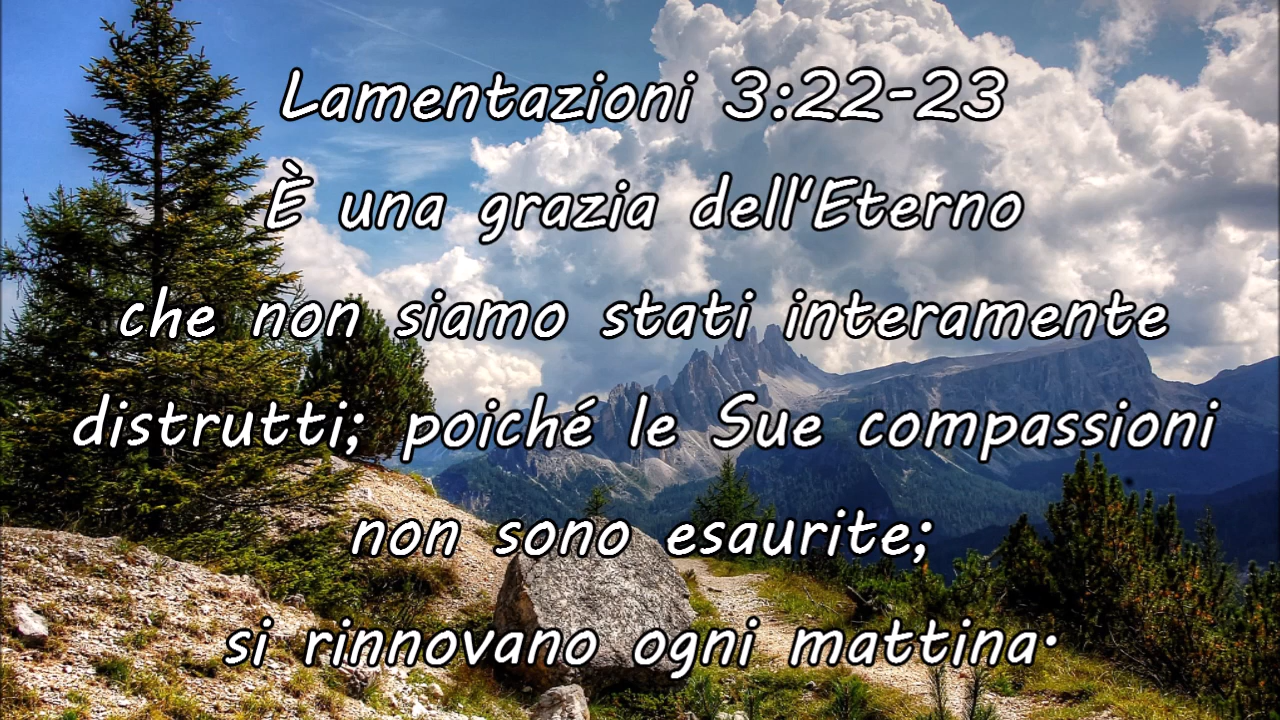 Lamentazioni 3:22-23
È una grazia dell‘Eterno
che non siamo stati interamente
distrutti; poiché le Sue compassioni
non sono esaurite;
si rinnovano ogni mattina·